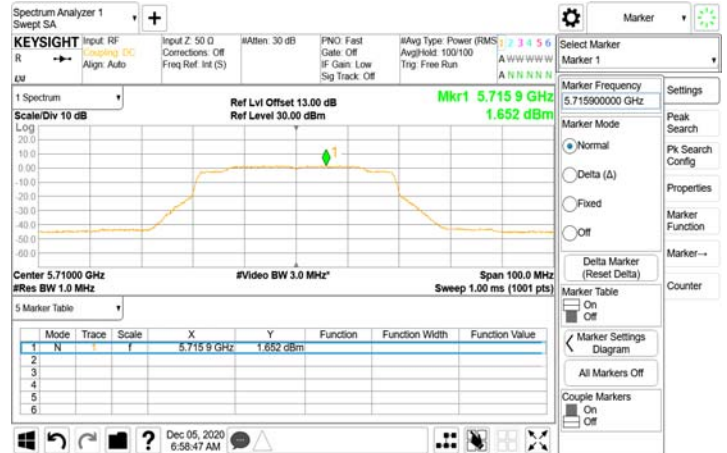 Spectrum Analyzer 1
Swept SA
Marker
KEYSIGHT
R
Input: RF
Coupling: DC
Align: Auto
Input Z: 50 Ω
Corrections: Off
Freq Ref: Int (S)
#Atten: 30 dB
PNO: Fast
Gate: Off
IF Gain: Low
Sig Track: Off
#Avg Type: Power (RMS
Avg|Hold: 100/100
Trig: Free Run
1 2 3 4 5 6
A W W W W W
A N N N N N
Select Marker
Marker 1
1 Spectrum
Scale/Div 10 dB
Ref Lvl Offset 13.00 dB
Ref Level 30.00 dBm
Mkr1 5.715 9 GHz
1.652 dBm
Log
20.0
10.0
0.00
-10.0
-20.0
-30.0
-40.0
-50.0
-60.0
1
Center 5.71000 GHz
#Res BW 1.0 MHz
#Video BW 3.0 MHz*
Span 100.0 MHz
Sweep 1.00 ms (1001 pts)
5 Marker Table
Mode Trace Scale X Y Function Function Width Function Value
1 N 1 f 5.715 9 GHz 1.652 dBm
2
3
4
5
6
Dec 05, 2020
6:58:47 AM
?
Marker Frequency
5.715900000 GHz
Marker Mode
Normal
Delta (Δ)
Fixed
Off
Delta Marker
(Reset Delta)
Marker Table
On
Off
Marker Settings
Diagram
All Markers Off
Couple Markers
On
Off
Settings
Peak
Search
Pk Search
Config
Properties
Marker
Function
Marker→
Counter